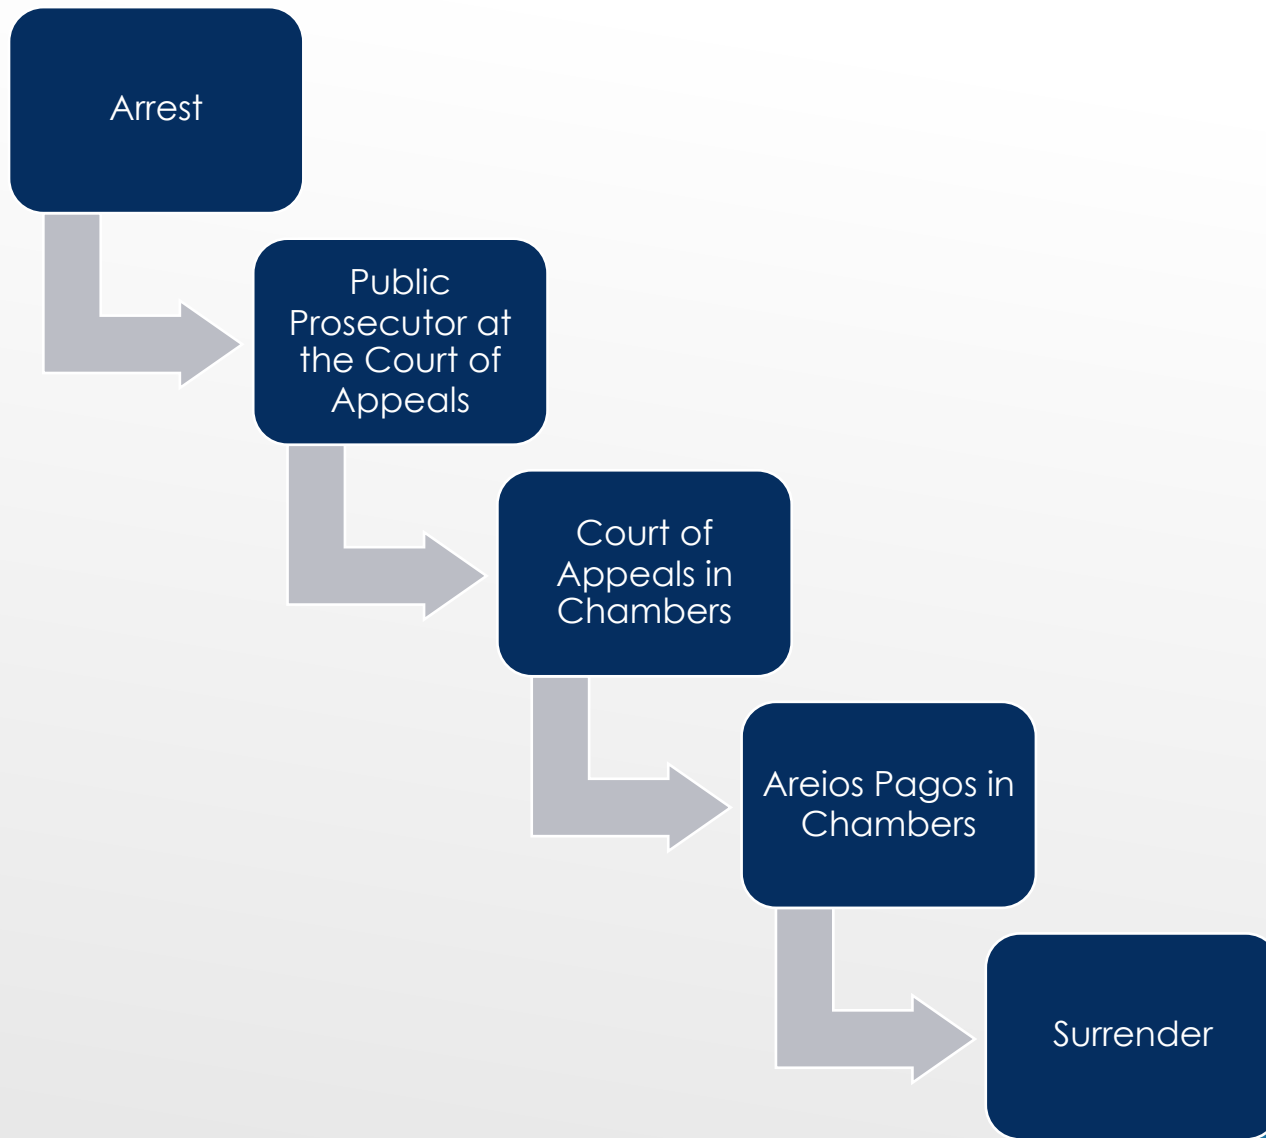 Arrest
Public
Prosecutor at
the Court of
Appeals
Court of
Appeals in
Chambers
Areios Pagos in
Chambers
Surrender